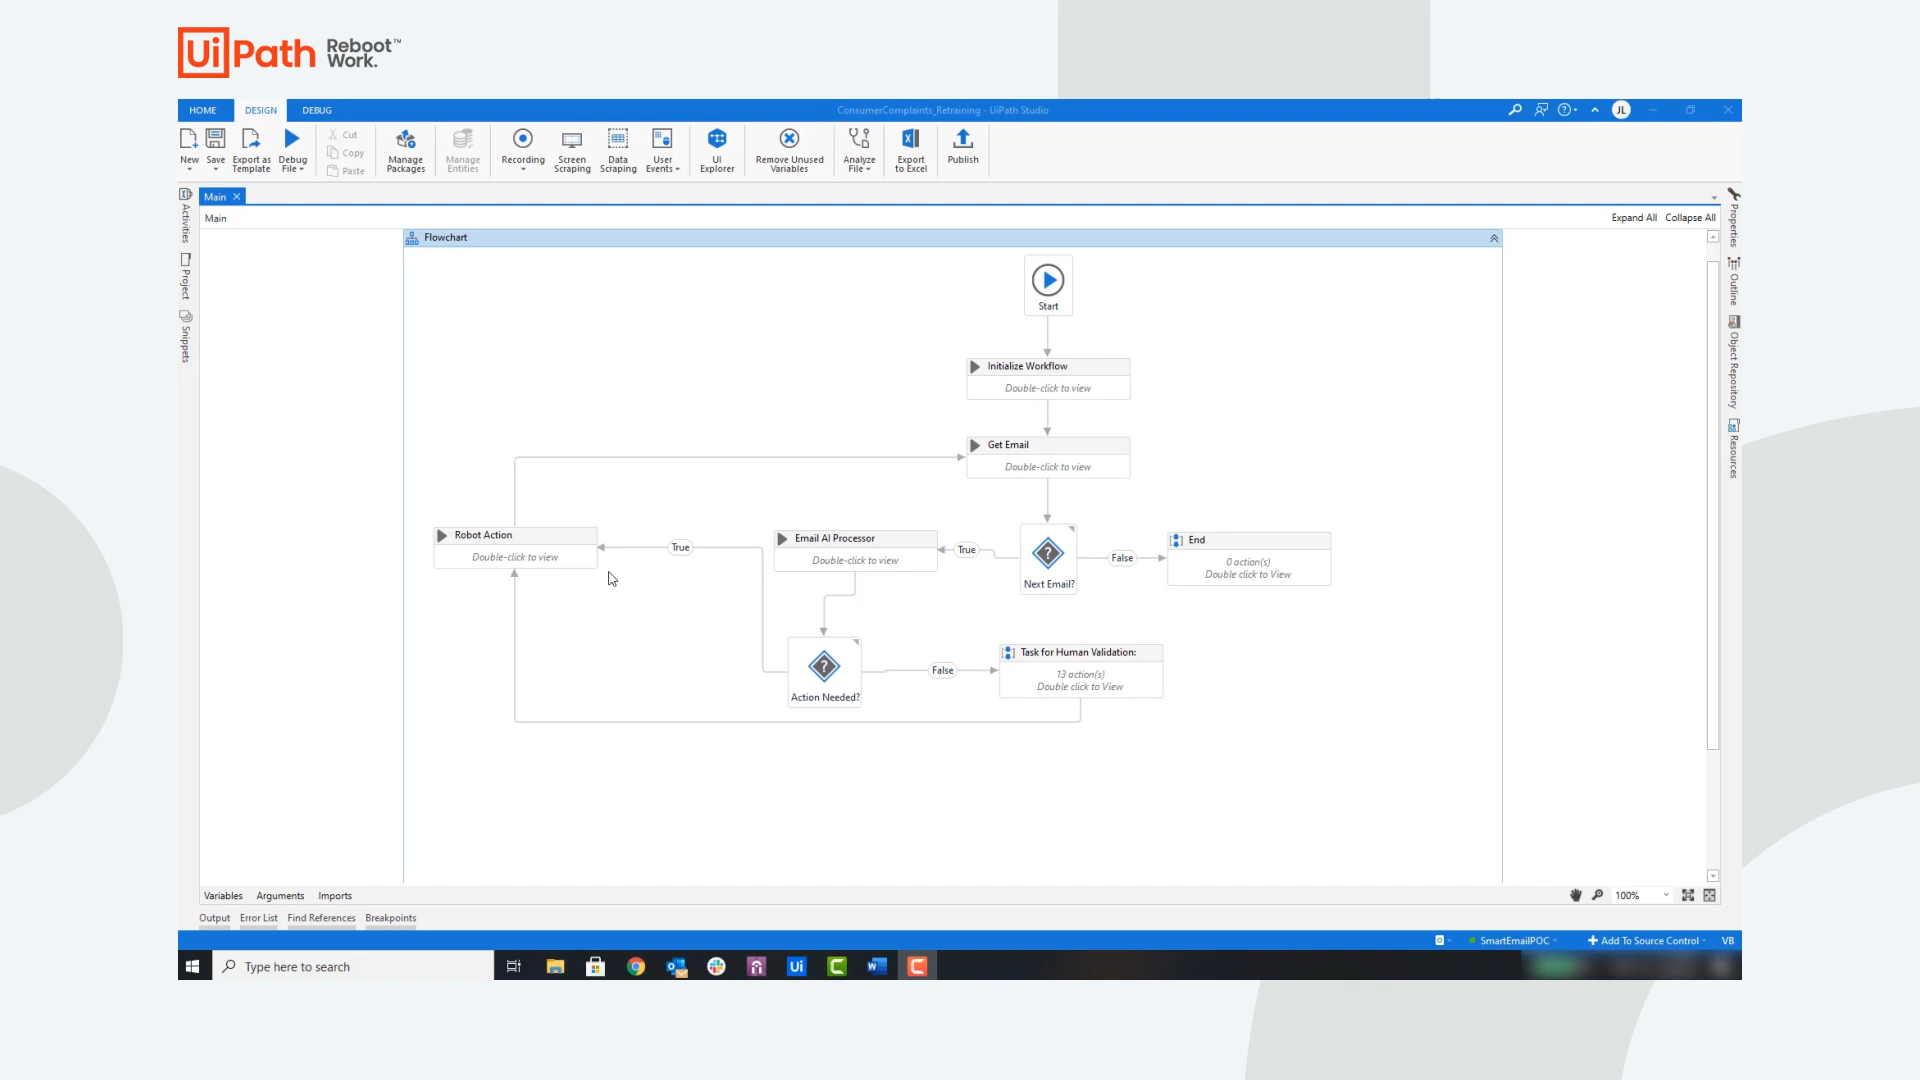 UiPath Reboot™
Work.
HOME DESIGN DEBUG ConsumerComplaints_Retraining - UiPath Studio JL
New Save Export as Template Debug File Cut Copy Paste Manage Packages Manage Entities Recording Screen Scraping Data Scraping User Events UI Explorer Remove Unused Variables Analyze File Export to Excel Publish
Main
Main Expand All Collapse All
Activities
Project
Snippets
Properties
Outline
Object Repository
Resources
Flowchart
Start
Initialize Workflow
Double-click to view
Get Email
Double-click to view
Robot Action
Double-click to view
True
Email AI Processor
Double-click to view
True
Next Email?
False
End
0 action(s)
Double click to View
Action Needed?
False
Task for Human Validation:
13 action(s)
Double click to View
Variables Arguments Imports 100%
Output Error List Find References Breakpoints
SmartEmailPOC Add To Source Control VB
Type here to search Ui